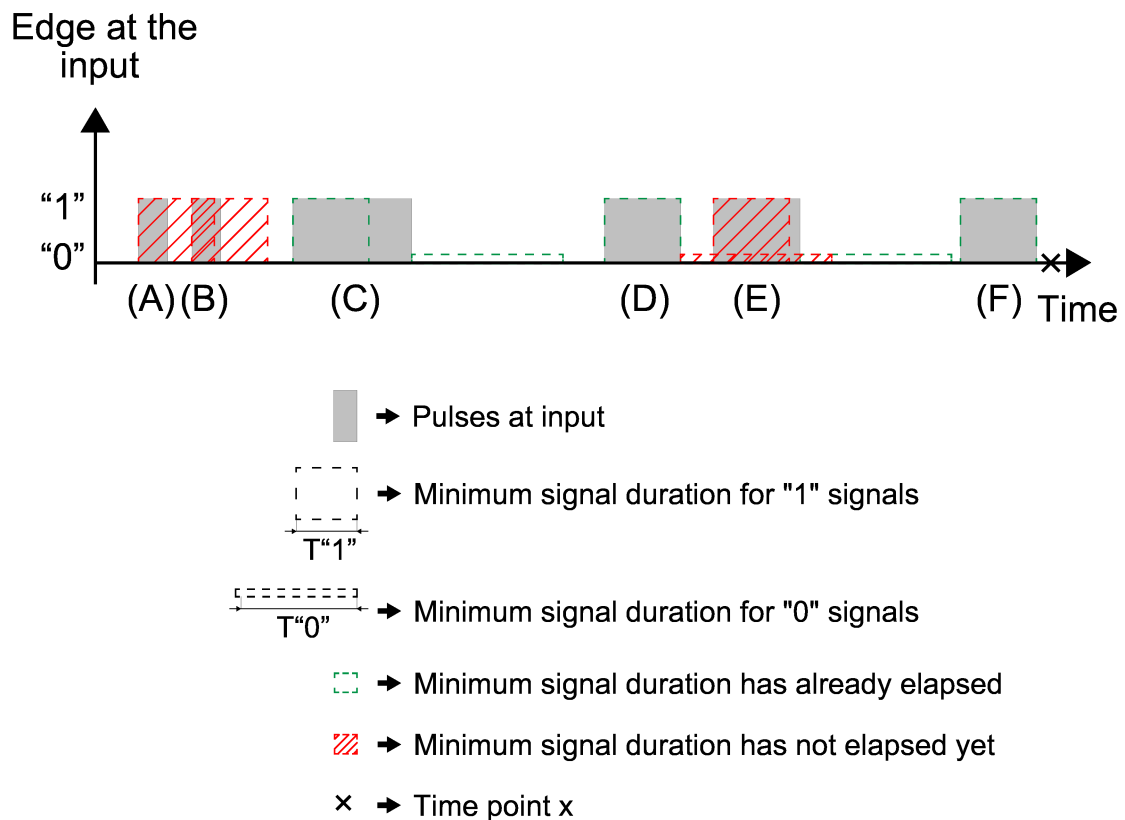 Edge at the
input
“1”
“0”
(A) (B) (C) (D) (E) (F)
Time
Pulses at input
Minimum signal duration for "1" signals
T“1”
Minimum signal duration for "0" signals
T“0”
Minimum signal duration has already elapsed
Minimum signal duration has not elapsed yet
Time point x